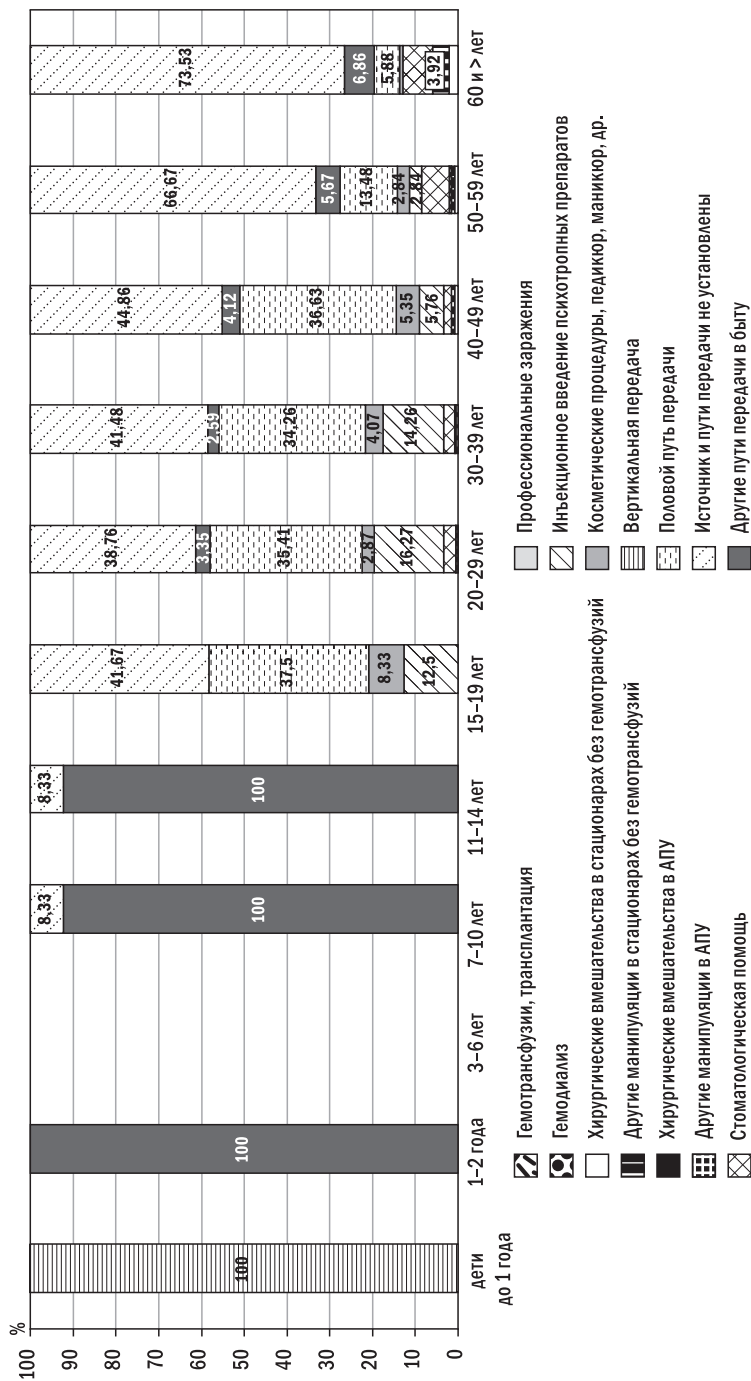 %
100
90
80
70
60
50
40
30
20
10
0
100
100
100
8,33
100
8,33
41,67
37,5
8,33
12,5
38,76
3,35
35,41
2,87
16,27
41,48
2,59
34,26
4,07
14,26
44,86
4,12
36,63
5,35
5,76
66,67
5,67
13,48
2,84
2,84
73,53
6,86
5,88
3,92
дети
до 1 года
1–2 года
3–6 лет
7–10 лет
11–14 лет
15–19 лет
20–29 лет
30–39 лет
40–49 лет
50–59 лет
60 и > лет
Гемотрансфузии, трансплантация
Гемодиализ
Хирургические вмешательства в стационарах без гемотрансфузий
Другие манипуляции в стационарах без гемотрансфузий
Хирургические вмешательства в АПУ
Другие манипуляции в АПУ
Стоматологическая помощь
Профессиональные заражения
Инъекционное введение психотропных препаратов
Косметические процедуры, педикюр, маникюр, др.
Вертикальная передача
Половой путь передачи
Источник и пути передачи не установлены
Другие пути передачи в быту